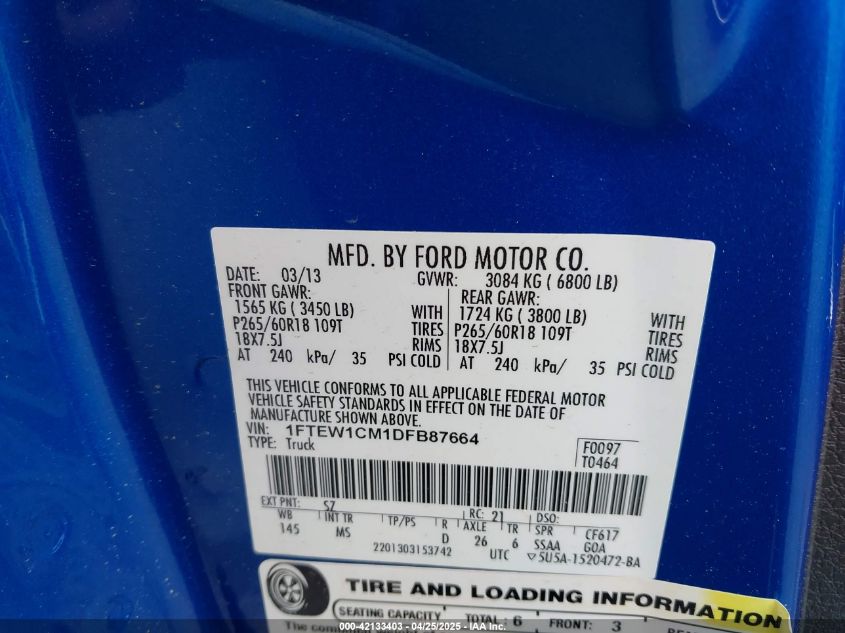 MFD. BY FORD MOTOR CO.
DATE: 03/13 GVWR: 3084 KG ( 6800 LB)
FRONT GAWR: REAR GAWR:
1565 KG ( 3450 LB) WITH 1724 KG ( 3800 LB) WITH
P265/60R18 109T TIRES P265/60R18 109T TIRES
18X7.5J RIMS 18X7.5J RIMS
AT 240 kPa/ 35 PSI COLD AT 240 kPa/ 35 PSI COLD
THIS VEHICLE CONFORMS TO ALL APPLICABLE FEDERAL MOTOR
VEHICLE SAFETY STANDARDS IN EFFECT ON THE DATE OF
MANUFACTURE SHOWN ABOVE.
VIN: 1FTEW1CM1DFB87664 F0097
TYPE: Truck T0464
EXT PNT: SZ RC: 21 DSO:
WB INT TR TP/PS R AXLE TR SPR CF617
145 MS D 26 6 SSAA GOA
2201303153742 UTC ▽5U5A-1520472-BA
TIRE AND LOADING INFORMATION
SEATING CAPACITY TOTAL: 6 FRONT: 3
The
000-42133403 - 04/25/2025 - IAA Inc.